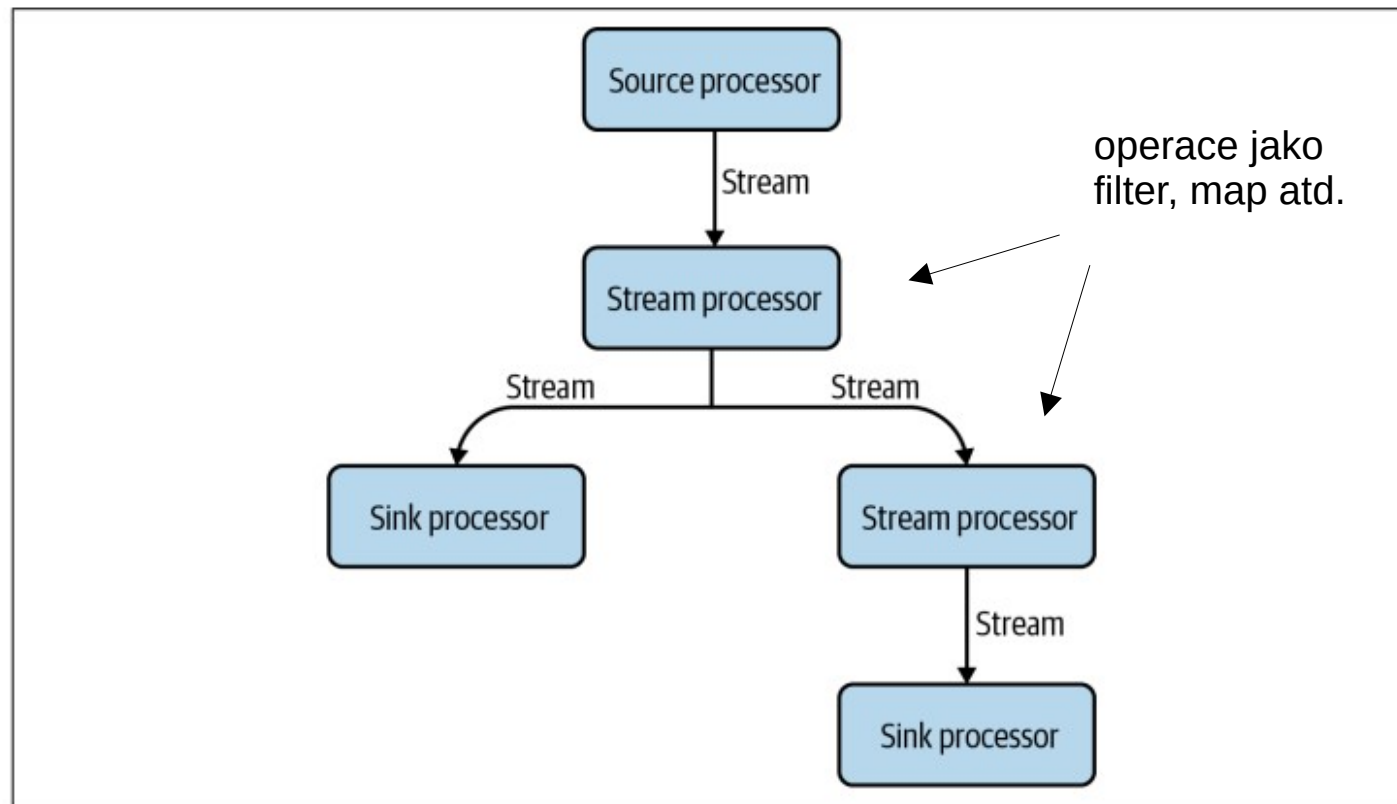 Source processor
operace jako
filter, map atd.
Stream
Stream processor
Stream
Stream
Sink processor
Stream processor
Stream
Sink processor